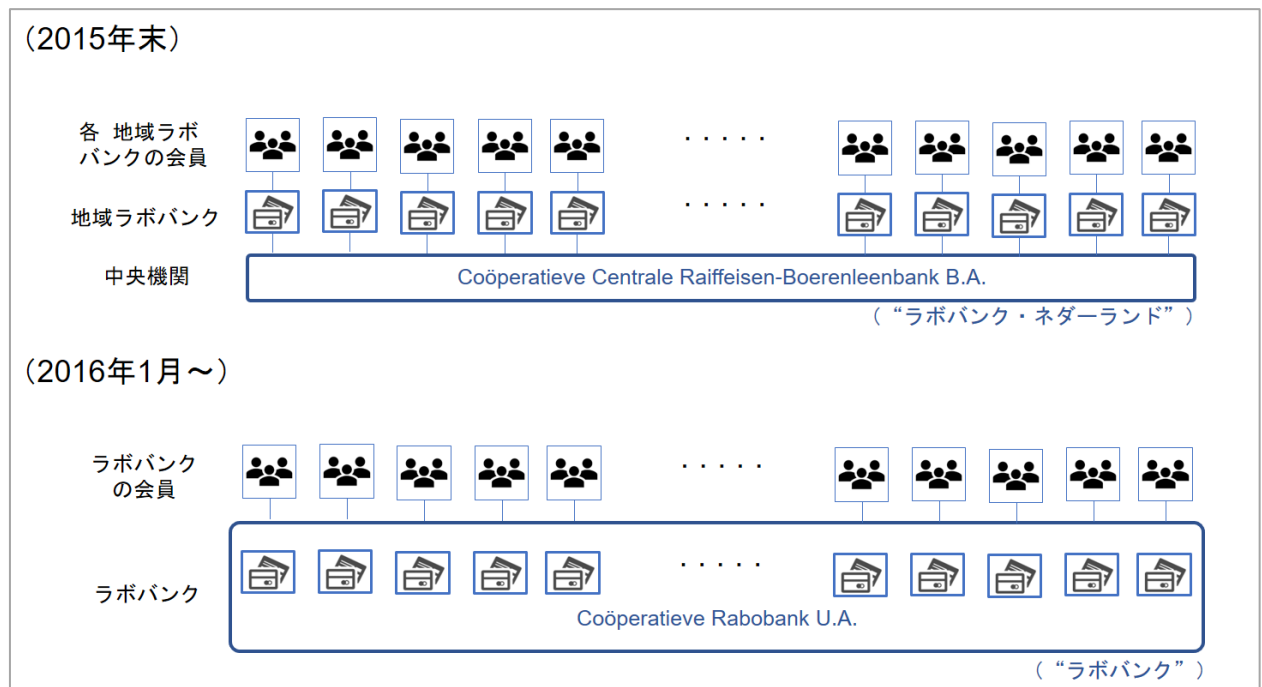 （2015年末）
各 地域ラボ
バンクの会員
・・・・・
地域ラボバンク
・・・・・
中央機関
Coöperatieve Centrale Raiffeisen-Boerenleenbank B.A.
（“ラボバンク・ネダーランド”）
（2016年1月～）
ラボバンク
の会員
・・・・・
ラボバンク
・・・・・
Coöperatieve Rabobank U.A.
（“ラボバンク”）